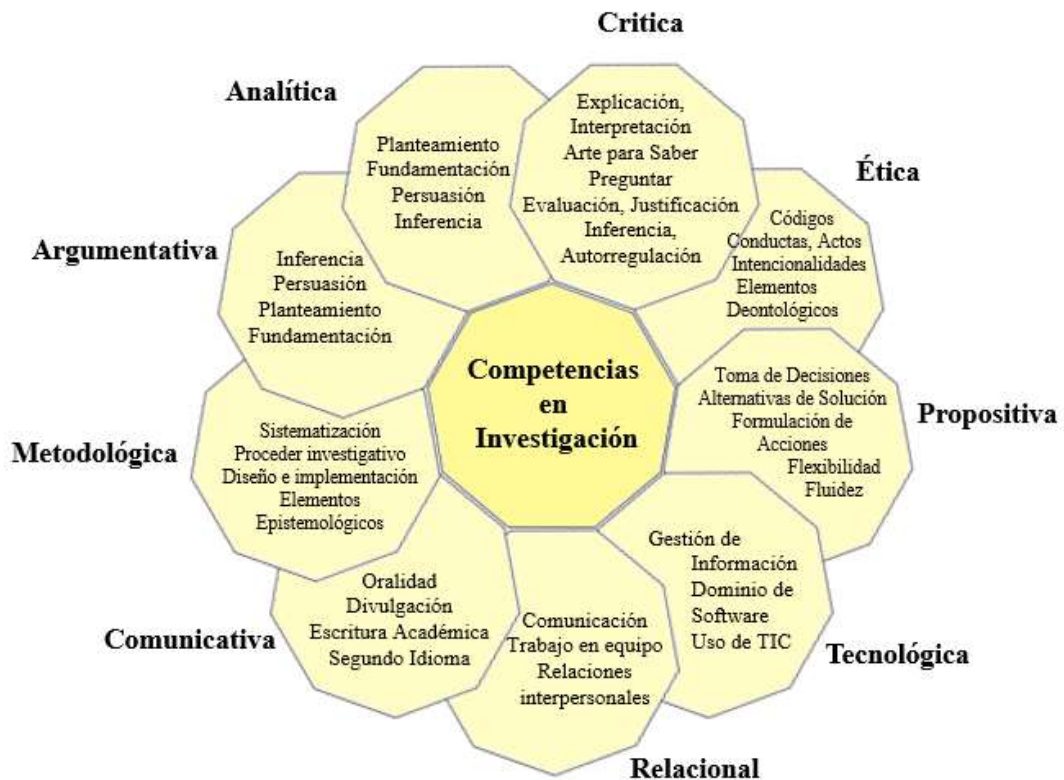 Critica
Explicación,
Interpretación
Arte para Saber
Preguntar
Evaluación, Justificación
Inferencia,
Autorregulación
Ética
Códigos
Conductas, Actos
Intencionalidades
Elementos
Deontológicos
Propositiva
Toma de Decisiones
Alternativas de Solución
Formulación de
Acciones
Flexibilidad
Fluidez
Tecnológica
Gestión de
Información
Dominio de
Software
Uso de TIC
Relacional
Comunicación
Trabajo en equipo
Relaciones
interpersonales
Comunicativa
Oralidad
Divulgación
Escritura Académica
Segundo Idioma
Metodológica
Sistematización
Proceder investigativo
Diseño e implementación
Elementos
Epistemológicos
Argumentativa
Inferencia
Persuasión
Planteamiento
Fundamentación
Analítica
Planteamiento
Fundamentación
Persuasión
Inferencia
Competencias
en
Investigación